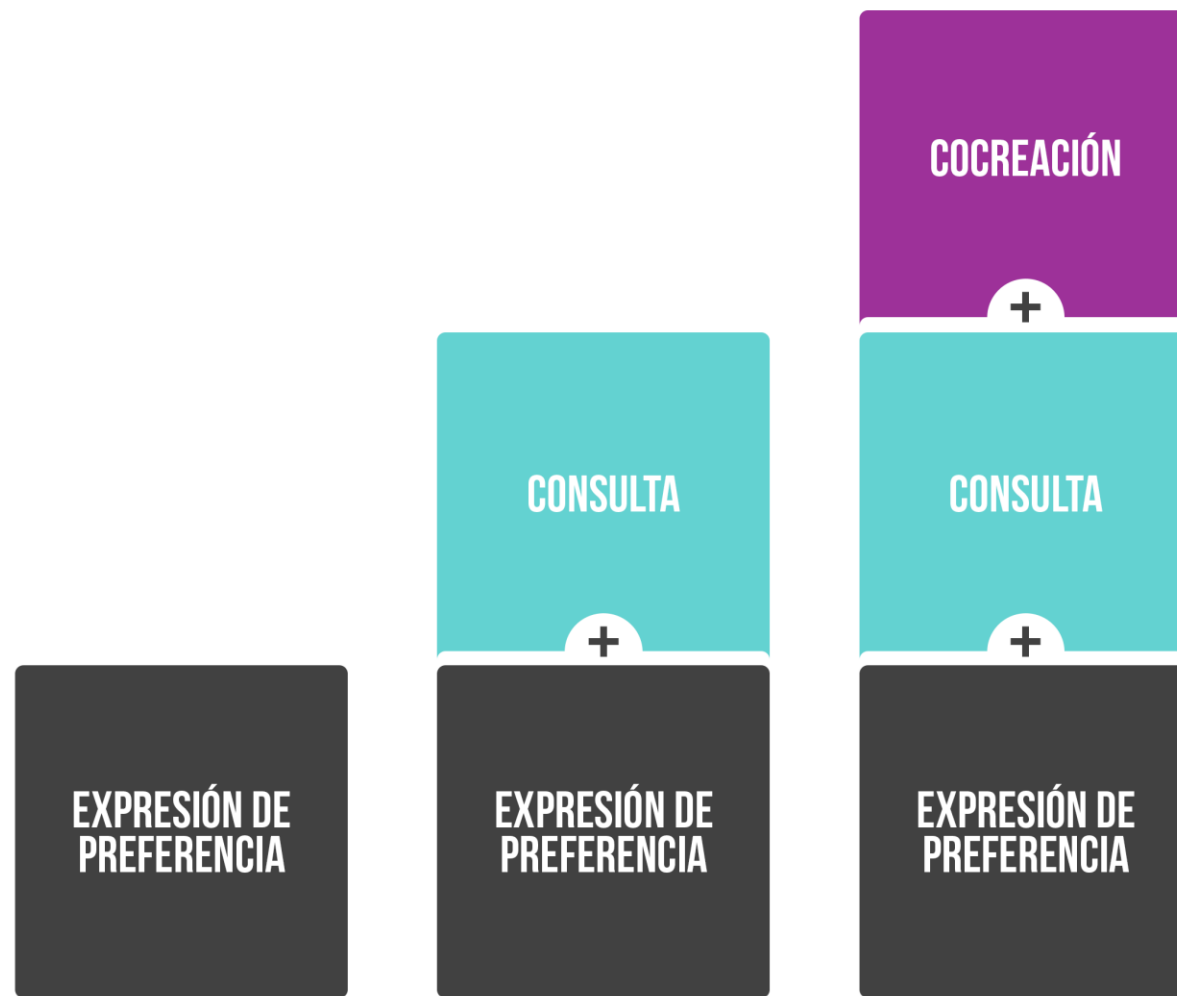 COCREACIÓN
+
+
CONSULTA
CONSULTA
+
+
EXPRESIÓN DE
PREFERENCIA
EXPRESIÓN DE
PREFERENCIA
EXPRESIÓN DE
PREFERENCIA